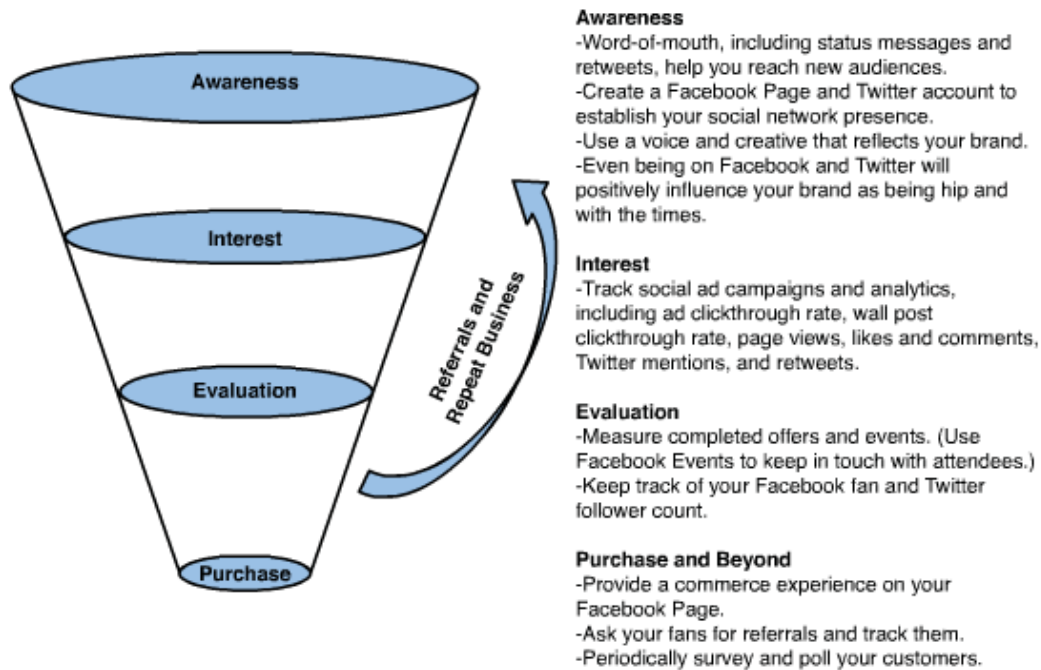 Awareness
Interest
Evaluation
Purchase
Referrals and
Repeat Business
Awareness
-Word-of-mouth, including status messages and
retweets, help you reach new audiences.
-Create a Facebook Page and Twitter account to
establish your social network presence.
-Use a voice and creative that reflects your brand.
-Even being on Facebook and Twitter will
positively influence your brand as being hip and
with the times.
Interest
-Track social ad campaigns and analytics,
including ad clickthrough rate, wall post
clickthrough rate, page views, likes and comments,
Twitter mentions, and retweets.
Evaluation
-Measure completed offers and events. (Use
Facebook Events to keep in touch with attendees.)
-Keep track of your Facebook fan and Twitter
follower count.
Purchase and Beyond
-Provide a commerce experience on your
Facebook Page.
-Ask your fans for referrals and track them.
-Periodically survey and poll your customers.